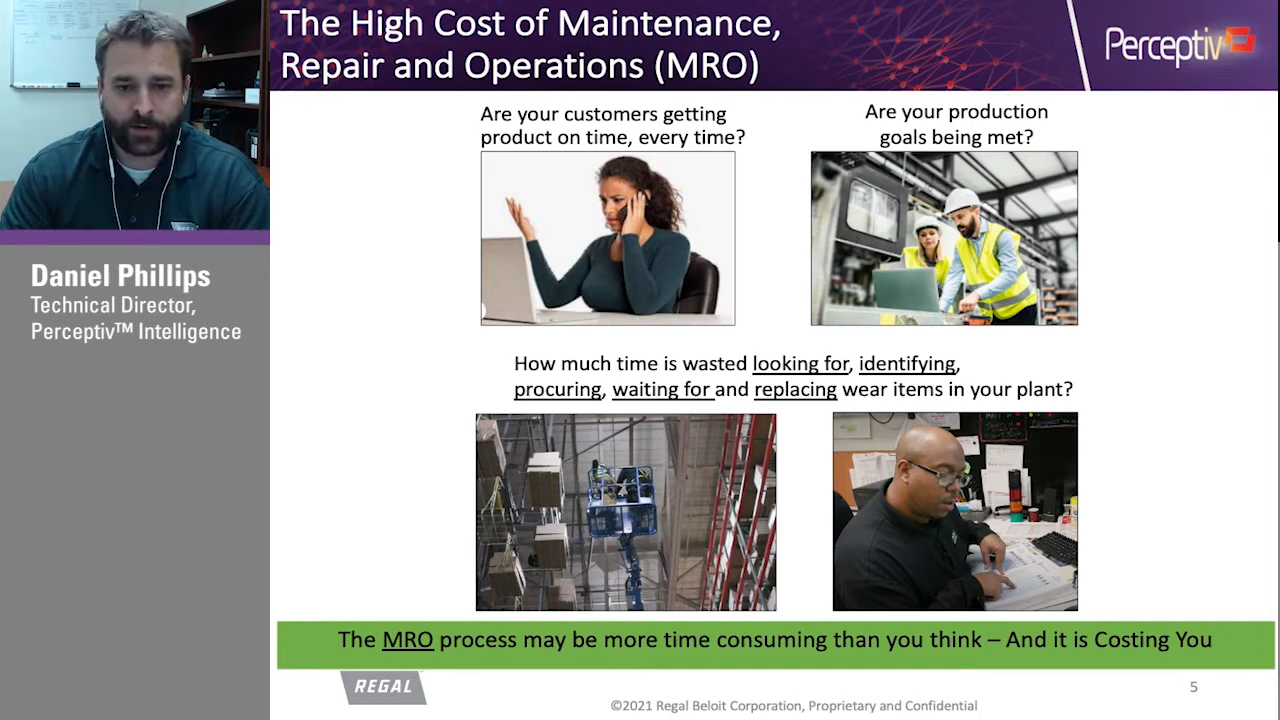 The High Cost of Maintenance,
Repair and Operations (MRO)
Perceptiv
Daniel Phillips
Technical Director,
Perceptiv™ Intelligence
Are your customers getting
product on time, every time?
Are your production
goals being met?
How much time is wasted looking for, identifying,
procuring, waiting for and replacing wear items in your plant?
The MRO process may be more time consuming than you think – And it is Costing You
REGAL
5
©2021 Regal Beloit Corporation, Proprietary and Confidential